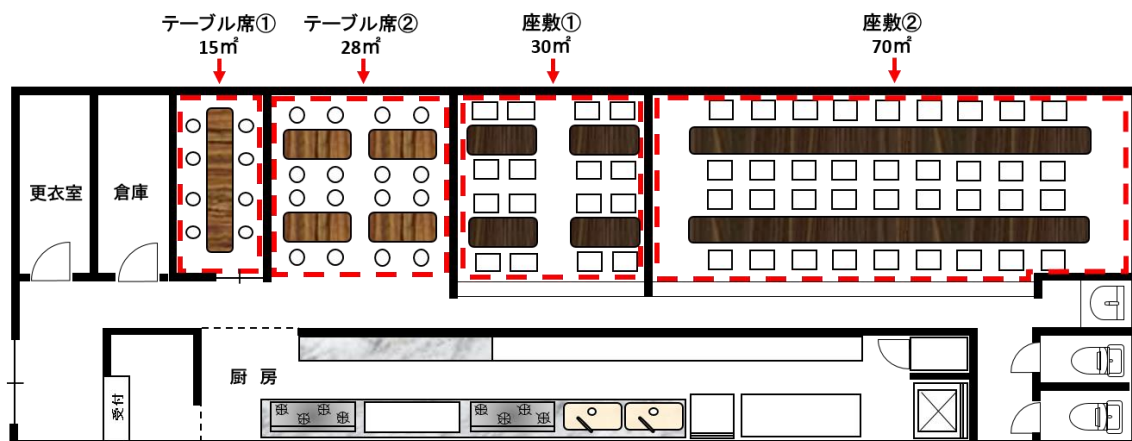 テーブル席①
15㎡
テーブル席②
28㎡
座敷①
30㎡
座敷②
70㎡
更衣室
倉庫
厨房
受付